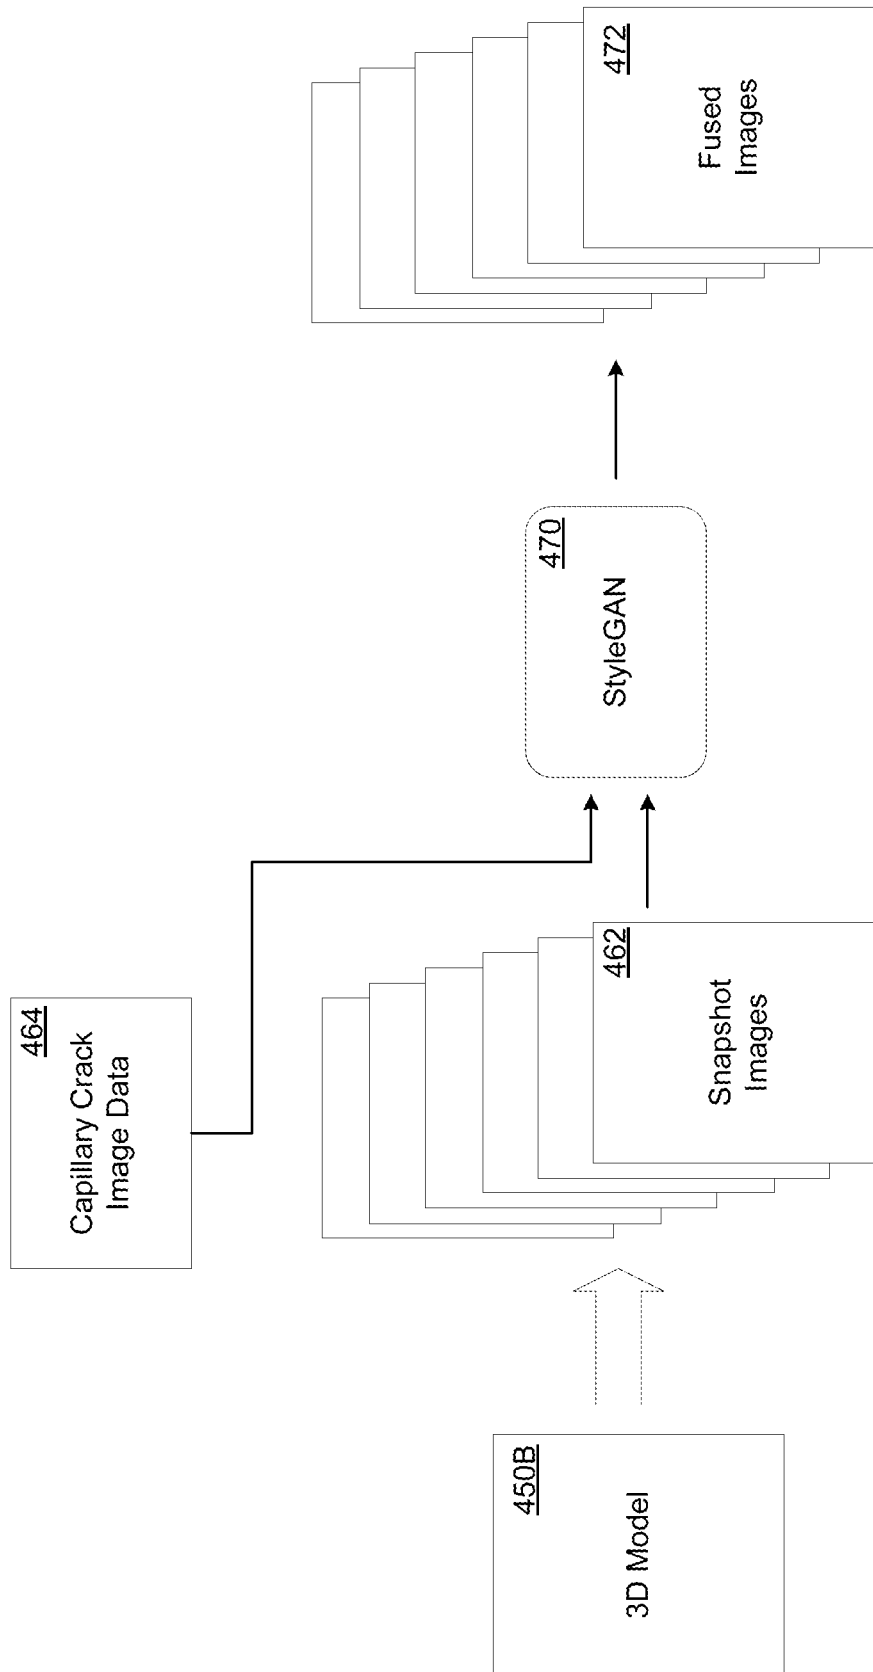 464
Capillary Crack
Image Data
450B
3D Model
462
Snapshot
Images
470
StyleGAN
472
Fused
Images